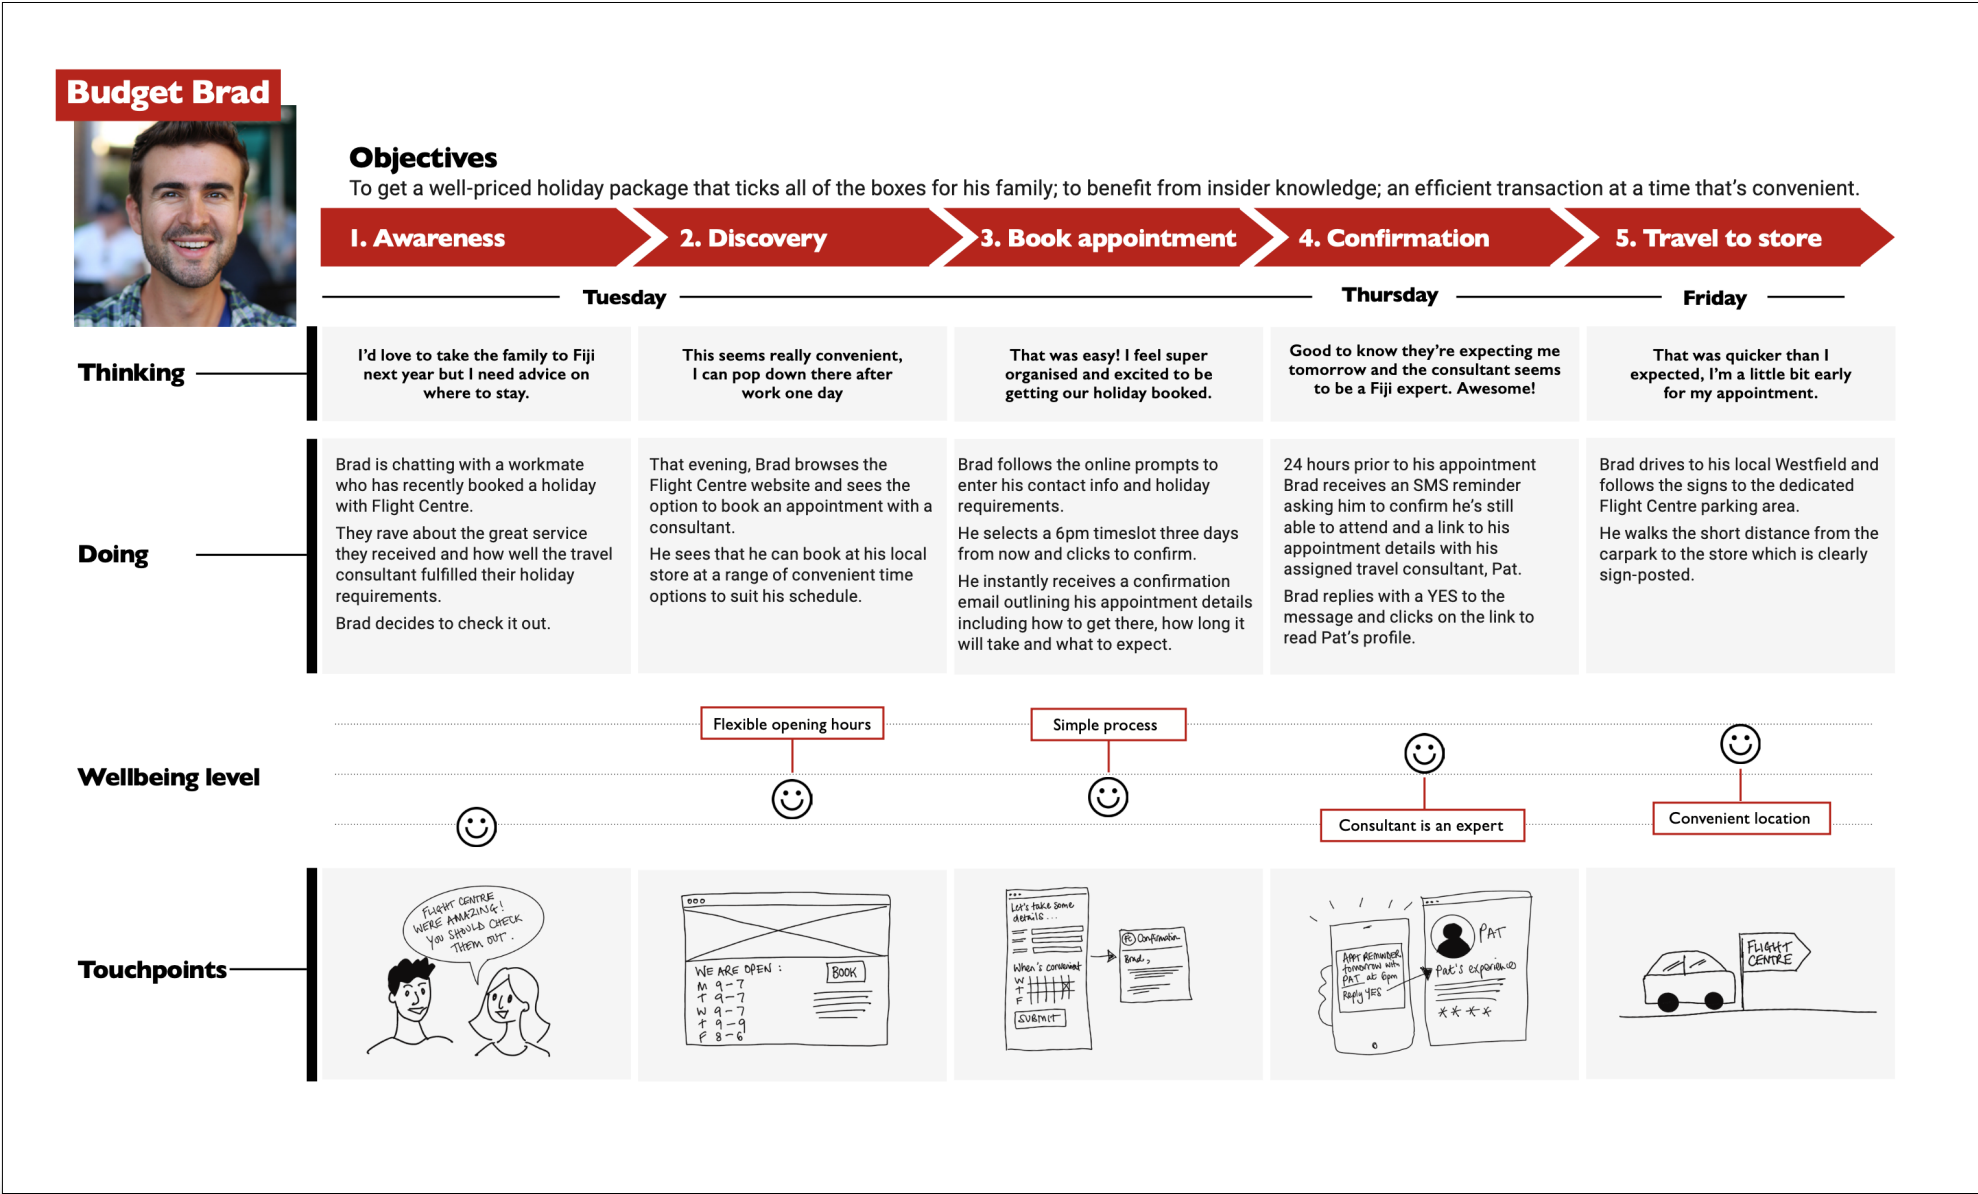 Budget Brad
Objectives
To get a well-priced holiday package that ticks all of the boxes for his family; to benefit from insider knowledge; an efficient transaction at a time that’s convenient.
1. Awareness
2. Discovery
3. Book appointment
4. Confirmation
5. Travel to store
Tuesday
Thursday
Friday
Thinking
I’d love to take the family to Fiji
next year but I need advice on
where to stay.
This seems really convenient,
I can pop down there after
work one day
That was easy! I feel super
organised and excited to be
getting our holiday booked.
Good to know they’re expecting me
tomorrow and the consultant seems
to be a Fiji expert. Awesome!
That was quicker than I
expected, I’m a little bit early
for my appointment.
Doing
Brad is chatting with a workmate
who has recently booked a holiday
with Flight Centre.
They rave about the great service
they received and how well the travel
consultant fulfilled their holiday
requirements.
Brad decides to check it out.
That evening, Brad browses the
Flight Centre website and sees the
option to book an appointment with a
consultant.
He sees that he can book at his local
store at a range of convenient time
options to suit his schedule.
Brad follows the online prompts to
enter his contact info and holiday
requirements.
He selects a 6pm timeslot three days
from now and clicks to confirm.
He instantly receives a confirmation
email outlining his appointment details
including how to get there, how long it
will take and what to expect.
24 hours prior to his appointment
Brad receives an SMS reminder
asking him to confirm he’s still
able to attend and a link to his
appointment details with his
assigned travel consultant, Pat.
Brad replies with a YES to the
message and clicks on the link to
read Pat’s profile.
Brad drives to his local Westfield and
follows the signs to the dedicated
Flight Centre parking area.
He walks the short distance from the
carpark to the store which is clearly
sign-posted.
Wellbeing level
Flexible opening hours
Simple process
Consultant is an expert
Convenient location
Touchpoints
FLIGHT CENTRE
WERE AMAZING!
YOU SHOULD CHECK
THEM OUT.
WE ARE OPEN :
BOOK
M 9-7
T 9-7
W 9-7
T 9-9
F 8-6
Let's take some
details...
When's convenient
W
T
F
SUBMIT
FC Confirmation
Brad,
APPT REMINDER
tomorrow with
PAT at 6pm
Reply YES
PAT
Pat's experience
****
FLIGHT
CENTRE